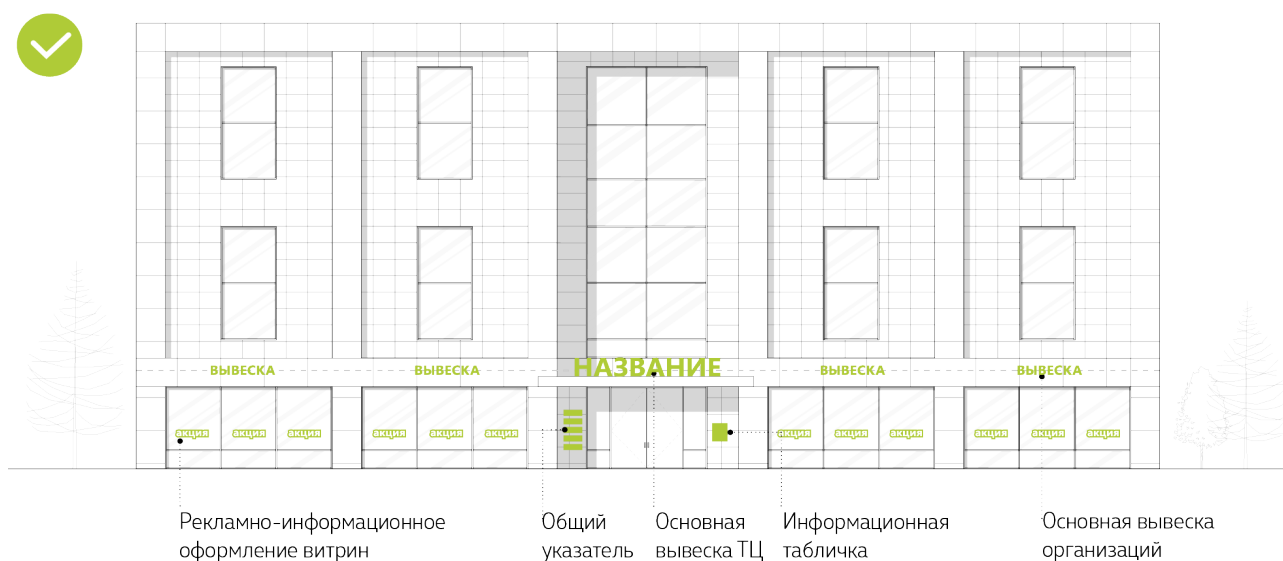 НАЗВАНИЕ
ВЫВЕСКА ВЫВЕСКА ВЫВЕСКА ВЫВЕСКА
акция акция акция акция акция акция акция акция акция акция акция акция
Рекламно-информационное
оформление витрин
Общий
указатель
Основная
вывеска ТЦ
Информационная
табличка
Основная вывеска
организаций